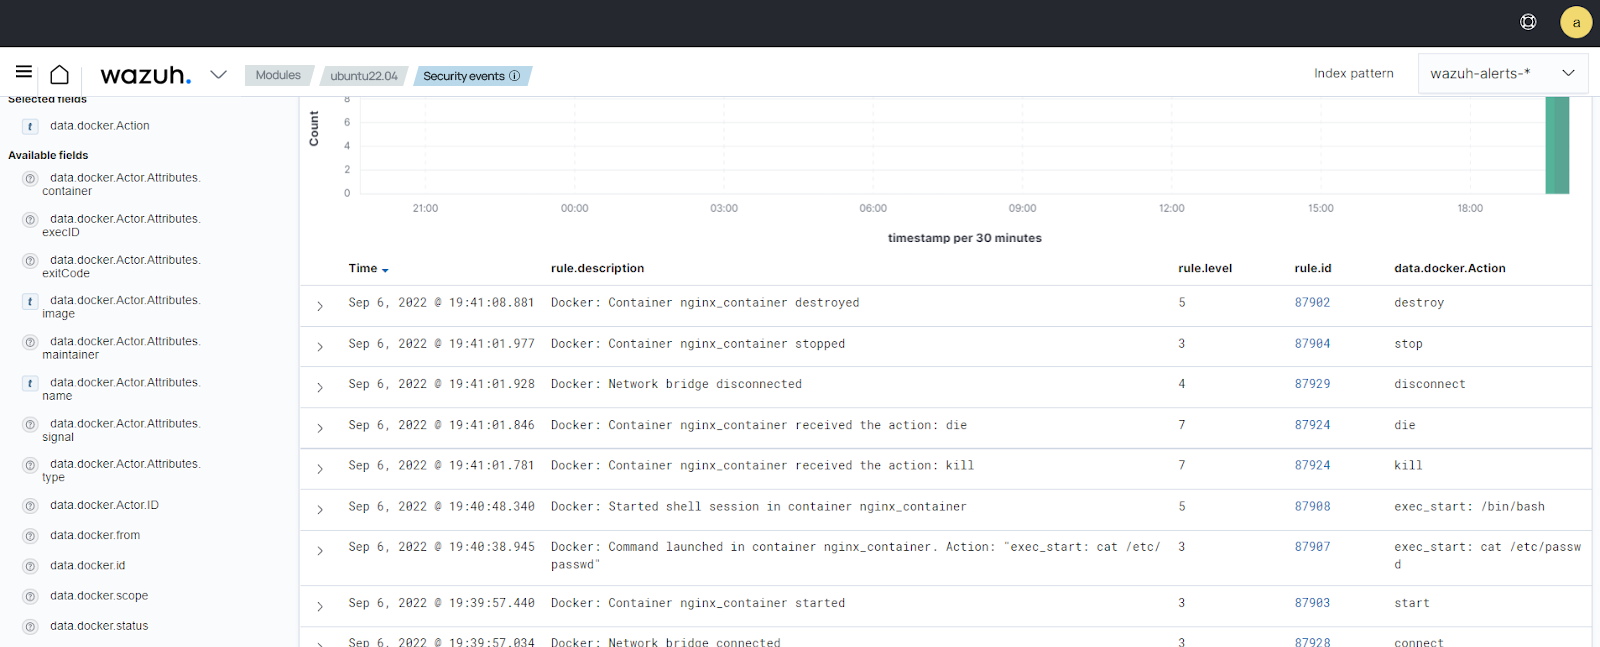 a
wazuh.
Modules
ubuntu22.04
Security events
Index pattern
wazuh-alerts-*
Selected fields
t data.docker.Action
Available fields
data.docker.Actor.Attributes.
container
data.docker.Actor.Attributes.
execID
data.docker.Actor.Attributes.
exitCode
t data.docker.Actor.Attributes.
image
data.docker.Actor.Attributes.
maintainer
t data.docker.Actor.Attributes.
name
data.docker.Actor.Attributes.
signal
data.docker.Actor.Attributes.
type
data.docker.Actor.ID
data.docker.from
data.docker.id
data.docker.scope
data.docker.status
Count
8
6
4
2
0
21:00 00:00 03:00 06:00 09:00 12:00 15:00 18:00
timestamp per 30 minutes
Time rule.description rule.level rule.id data.docker.Action
Sep 6, 2022 @ 19:41:08.881 Docker: Container nginx_container destroyed 5 87902 destroy
Sep 6, 2022 @ 19:41:01.977 Docker: Container nginx_container stopped 3 87904 stop
Sep 6, 2022 @ 19:41:01.928 Docker: Network bridge disconnected 4 87929 disconnect
Sep 6, 2022 @ 19:41:01.846 Docker: Container nginx_container received the action: die 7 87924 die
Sep 6, 2022 @ 19:41:01.781 Docker: Container nginx_container received the action: kill 7 87924 kill
Sep 6, 2022 @ 19:40:48.340 Docker: Started shell session in container nginx_container 5 87908 exec_start: /bin/bash
Sep 6, 2022 @ 19:40:38.945 Docker: Command launched in container nginx_container. Action: "exec_start: cat /etc/ 3 87907 exec_start: cat /etc/passw
passwd" d
Sep 6, 2022 @ 19:39:57.440 Docker: Container nginx_container started 3 87903 start
Sep 6, 2022 @ 19:39:57.034 Docker: Network bridge connected 3 87928 connect